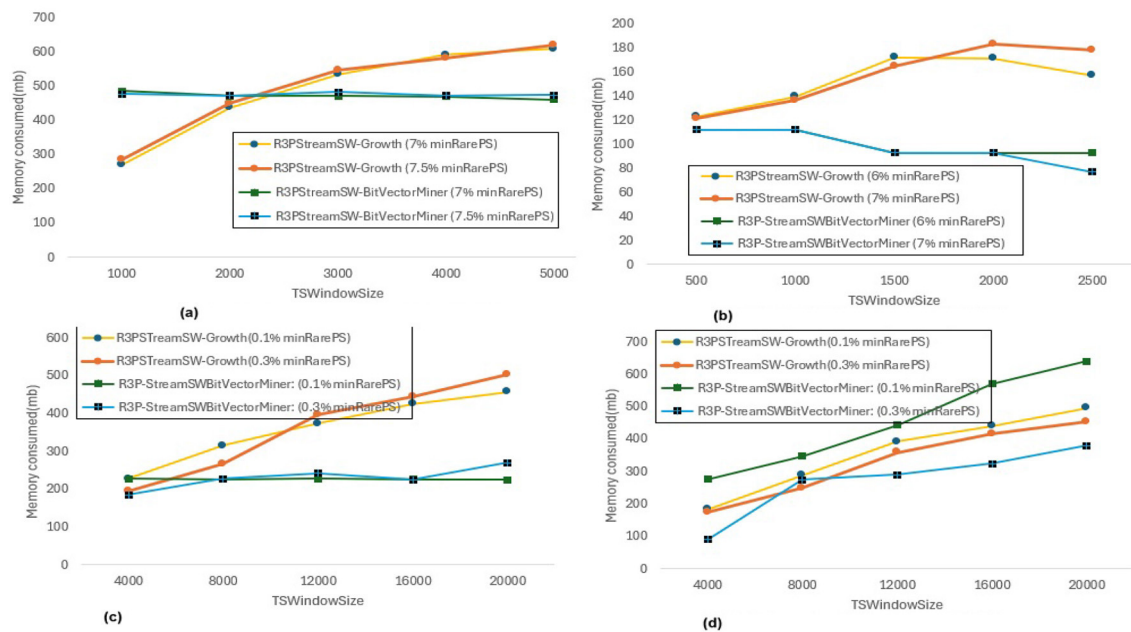 700
600
500
400
300
200
100
0
Memory consumed(mb)
R3PStreamSW-Growth (7% minRarePS)
R3PStreamSW-Growth (7.5% minRarePS)
R3PStreamSW-BitVectorMiner (7% minRarePS)
R3PStreamSW-BitVectorMiner (7.5% minRarePS)
1000 2000 3000 4000 5000
TSWindowSize
(a)
200
180
160
140
120
100
80
60
40
20
0
Memory consumed(mb)
R3PStreamSW-Growth (6% minRarePS)
R3PStreamSW-Growth (7% minRarePS)
R3P-StreamSWBitVectorMiner (6% minRarePS)
R3P-StreamSWBitVectorMiner (7% minRarePS)
500 1000 1500 2000 2500
TSWindowSize
(b)
600
500
400
300
200
100
0
Memory consumed(mb)
R3PSTreamSW-Growth(0.1% minRarePS)
R3PSTreamSW-Growth(0.3% minRarePS)
R3P-StreamSWBitVectorMiner: (0.1% minRarePS)
R3P-StreamSWBitVectorMiner: (0.3% minRarePS)
4000 8000 12000 16000 20000
TSWindowSize
(c)
700
600
500
400
300
200
100
0
Memory consumed(mb)
R3PSTreamSW-Growth(0.1% minRarePS)
R3PSTreamSW-Growth(0.3% minRarePS)
R3P-StreamSWBitVectorMiner: (0.1% minRarePS)
R3P-StreamSWBitVectorMiner: (0.3% minRarePS)
4000 8000 12000 16000 20000
TSWindowSize
(d)